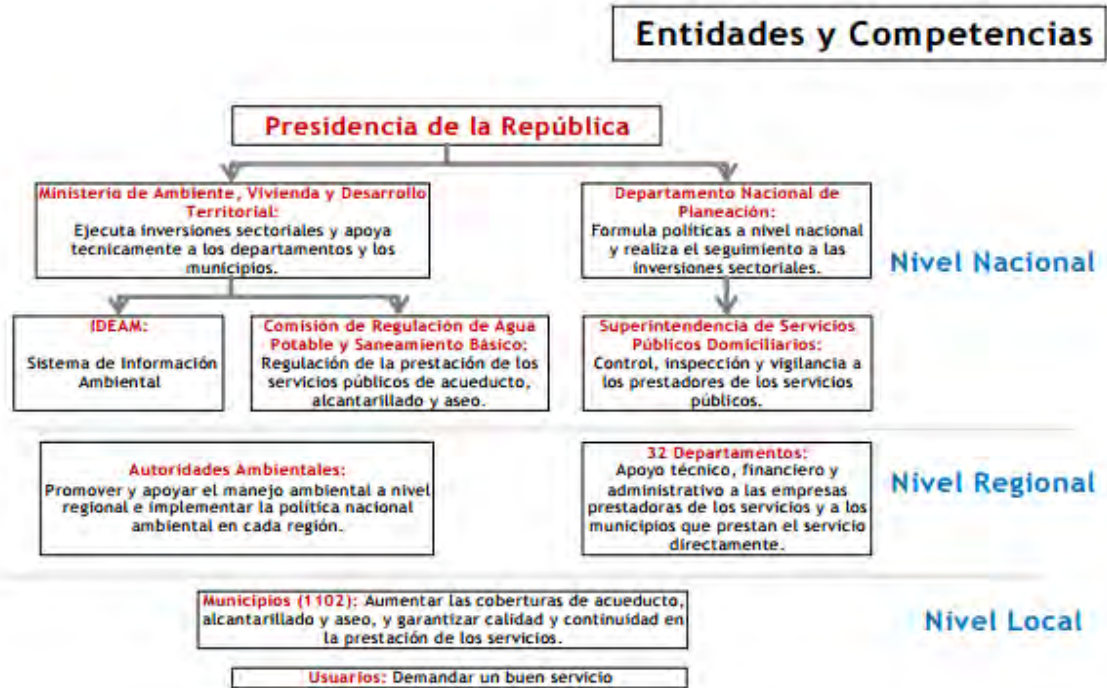 Entidades y Competencias
Presidencia de la República
Ministerio de Ambiente, Vivienda y Desarrollo
Territorial:
Ejecuta inversiones sectoriales y apoya
tecnicamente a los departamentos y los
municipios.
Departamento Nacional de
Planeación:
Formula políticas a nivel nacional
y realiza el seguimiento a las
inversiones sectoriales.
Nivel Nacional
IDEAM:
Sistema de Información
Ambiental
Comisión de Regulación de Agua
Potable y Saneamiento Básico:
Regulación de la prestación de los
servicios públicos de acueducto,
alcantarillado y aseo.
Superintendencia de Servicios
Públicos Domiciliarios:
Control, inspección y vigilancia a
los prestadores de los servicios
públicos.
Autoridades Ambientales:
Promover y apoyar el manejo ambiental a nivel
regional e implementar la política nacional
ambiental en cada región.
32 Departamentos:
Apoyo técnico, financiero y
administrativo a las empresas
prestadoras de los servicios y a los
municipios que prestan el servicio
directamente.
Nivel Regional
Municipios (1102): Aumentar las coberturas de acueducto,
alcantarillado y aseo, y garantizar calidad y continuidad en
la prestación de los servicios.
Nivel Local
Usuarios: Demandar un buen servicio